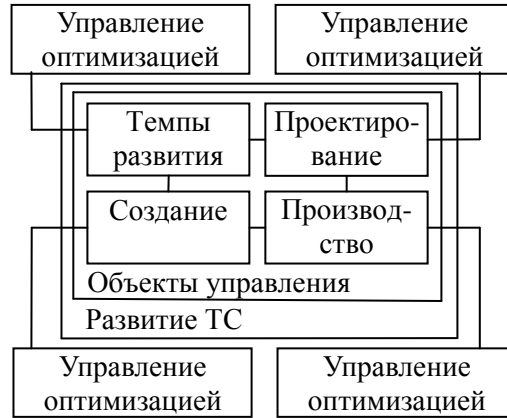 Управление
оптимизацией
Управление
оптимизацией
Темпы
развития
Проектиро-
вание
Создание
Производ-
ство
Объекты управления
Развитие ТС
Управление
оптимизацией
Управление
оптимизацией